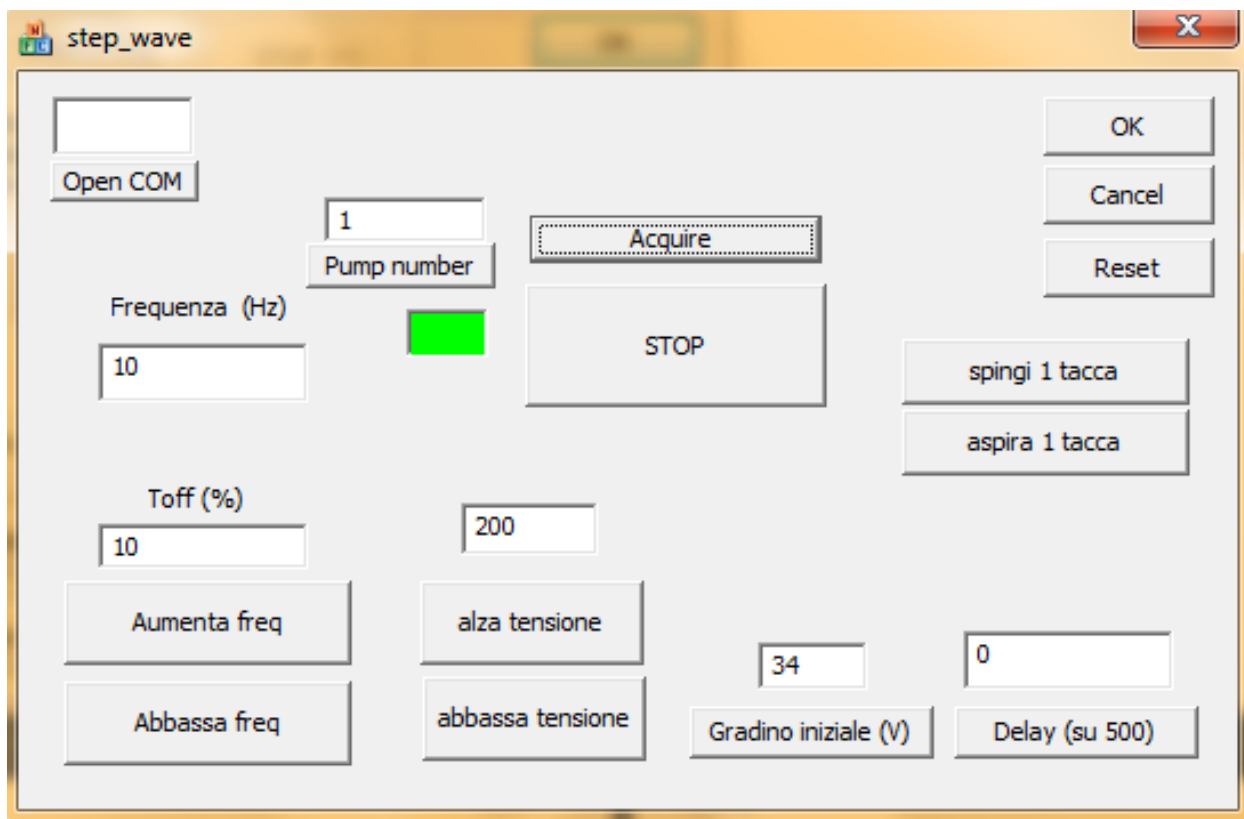 step_wave
Open COM
OK
Cancel
1
Pump number
Acquire
Reset
Frequenza (Hz)
10
STOP
spingi 1 tacca
aspira 1 tacca
Toff (%)
10
200
Aumenta freq
alza tensione
34
0
Abbassa freq
abbassa tensione
Gradino iniziale (V)
Delay (su 500)